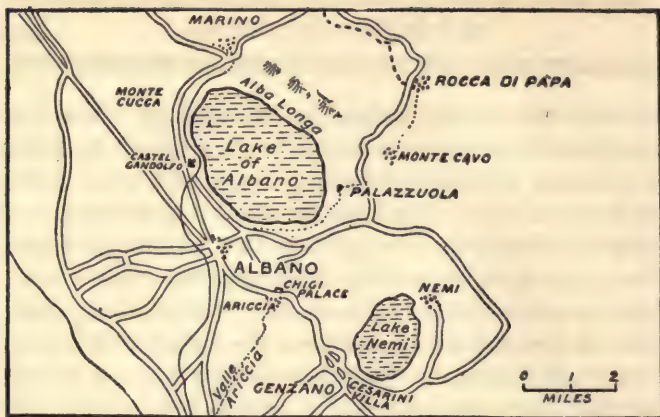 MARINO
ROCCA DI PAPA
Alba Longa
MONTE
CUCCA
Lake
of
Albano
CASTEL
GANDOLFO
MONTE CAVO
PALAZZUOLA
ALBANO
CHIGI
PALACE
ARICCIA
NEMI
Lake
Nemi
Valle
Ariccia
GENZANO
CESARINI
VILLA
0 1 2
MILES